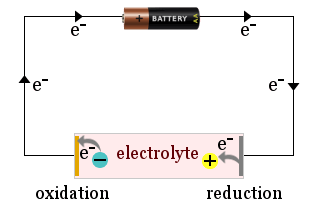 e⁻ + BATTERY e⁻
e⁻ e⁻
e⁻ − electrolyte + e⁻
oxidation reduction